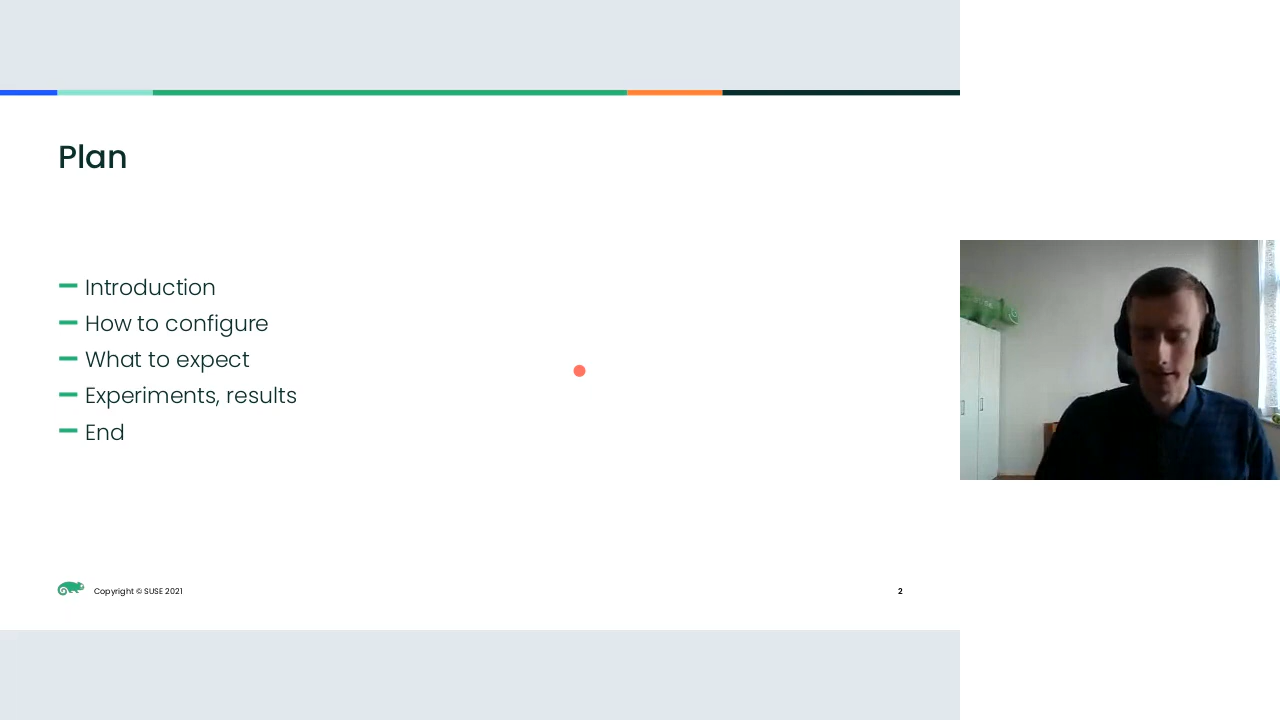 Plan
Introduction
How to configure
What to expect
Experiments, results
End
Copyright © SUSE 2021
2